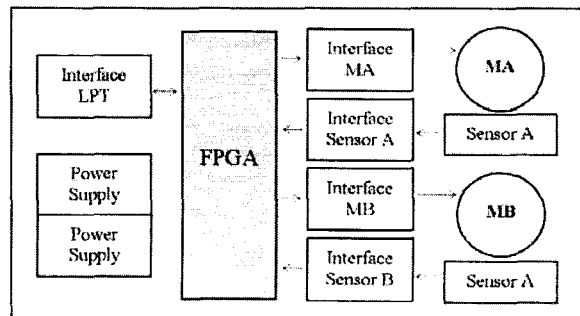 Interface
LPT
Power
Supply
Power
Supply
FPGA
Interface
MA
Interface
Sensor A
Interface
MB
Interface
Sensor B
MA
Sensor A
MB
Sensor A